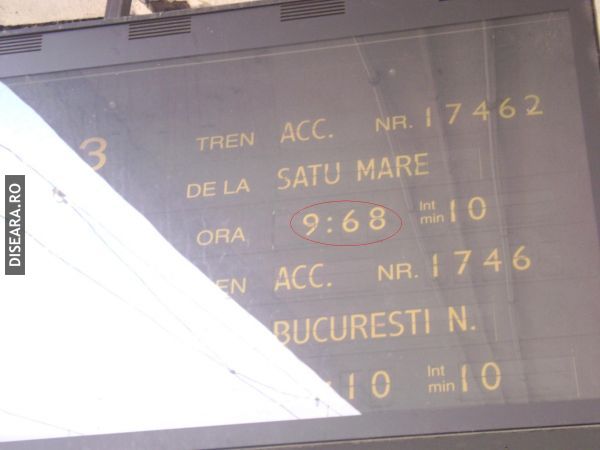 3 TREN ACC. NR. 17462
DE LA SATU MARE
ORA 9:68 Int min 10
EN ACC. NR. 1746
BUCURESTI N.
:10 Int min 10
DISEARA.RO